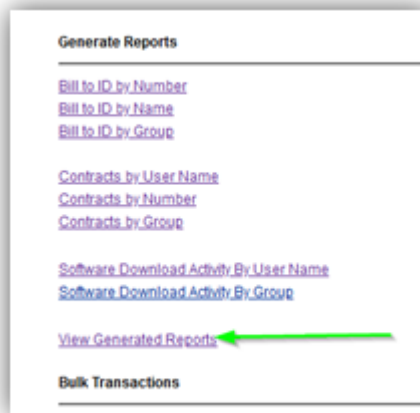 Generate Reports
Bill to ID by Number
Bill to ID by Name
Bill to ID by Group
Contracts by User Name
Contracts by Number
Contracts by Group
Software Download Activity By User Name
Software Download Activity By Group
View Generated Reports
Bulk Transactions